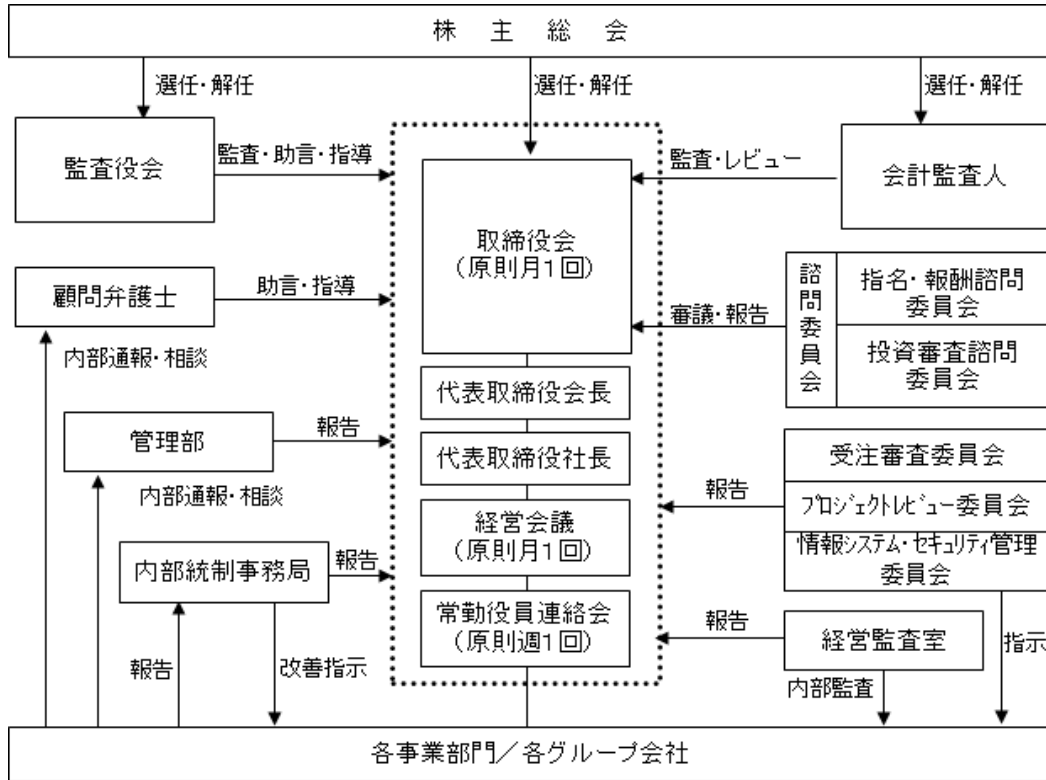 株主総会
選任・解任
選任・解任
選任・解任
監査役会
監査・助言・指導
監査・レビュー
会計監査人
取締役会
（原則月1回）
顧問弁護士
助言・指導
審議・報告
諮問委員会
指名・報酬諮問
委員会
投資審査諮問
委員会
内部通報・相談
代表取締役会長
管理部
報告
代表取締役社長
内部通報・相談
受注審査委員会
報告
ﾌﾟﾛｼﾞｪｸﾄﾚﾋﾞｭｰ委員会
情報ｼｽﾃﾑ・ｾｷｭﾘﾃｨ管理
委員会
経営会議
（原則月1回）
内部統制事務局
報告
常勤役員連絡会
（原則週1回）
報告
経営監査室
指示
報告
改善指示
内部監査
各事業部門／各グループ会社